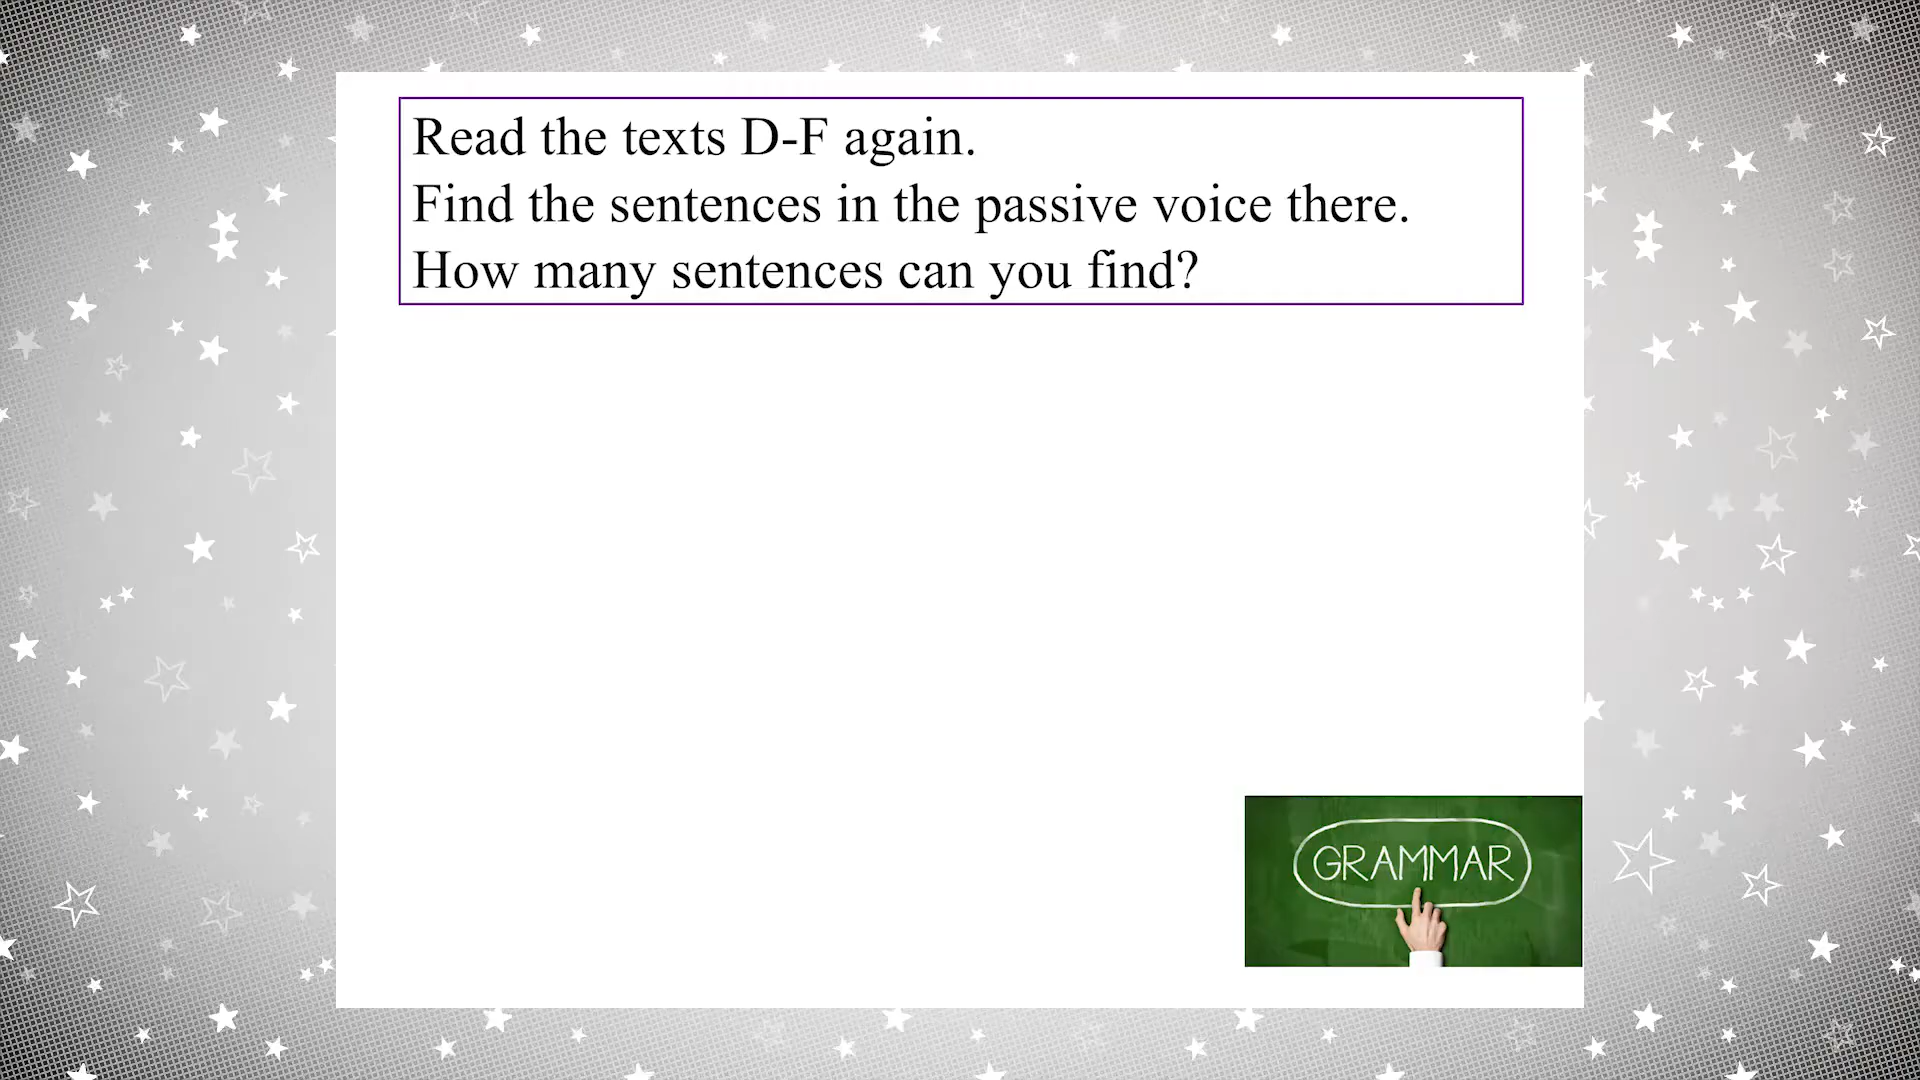 Read the texts D-F again.
Find the sentences in the passive voice there.
How many sentences can you find?
GRAMMAR